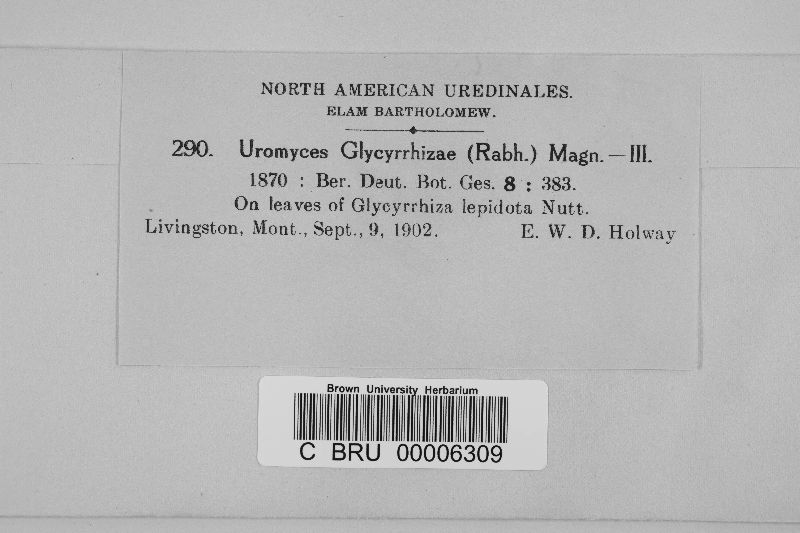 NORTH AMERICAN UREDINALES.
ELAM BARTHOLOMEW.
290. Uromyces Glycyrrhizae (Rabh.) Magn.—III.
1870 : Ber. Deut. Bot. Ges. 8 : 383.
On leaves of Glycyrrhiza lepidota Nutt.
Livingston, Mont., Sept., 9, 1902. E. W. D. Holway
Brown University Herbarium
C BRU 00006309